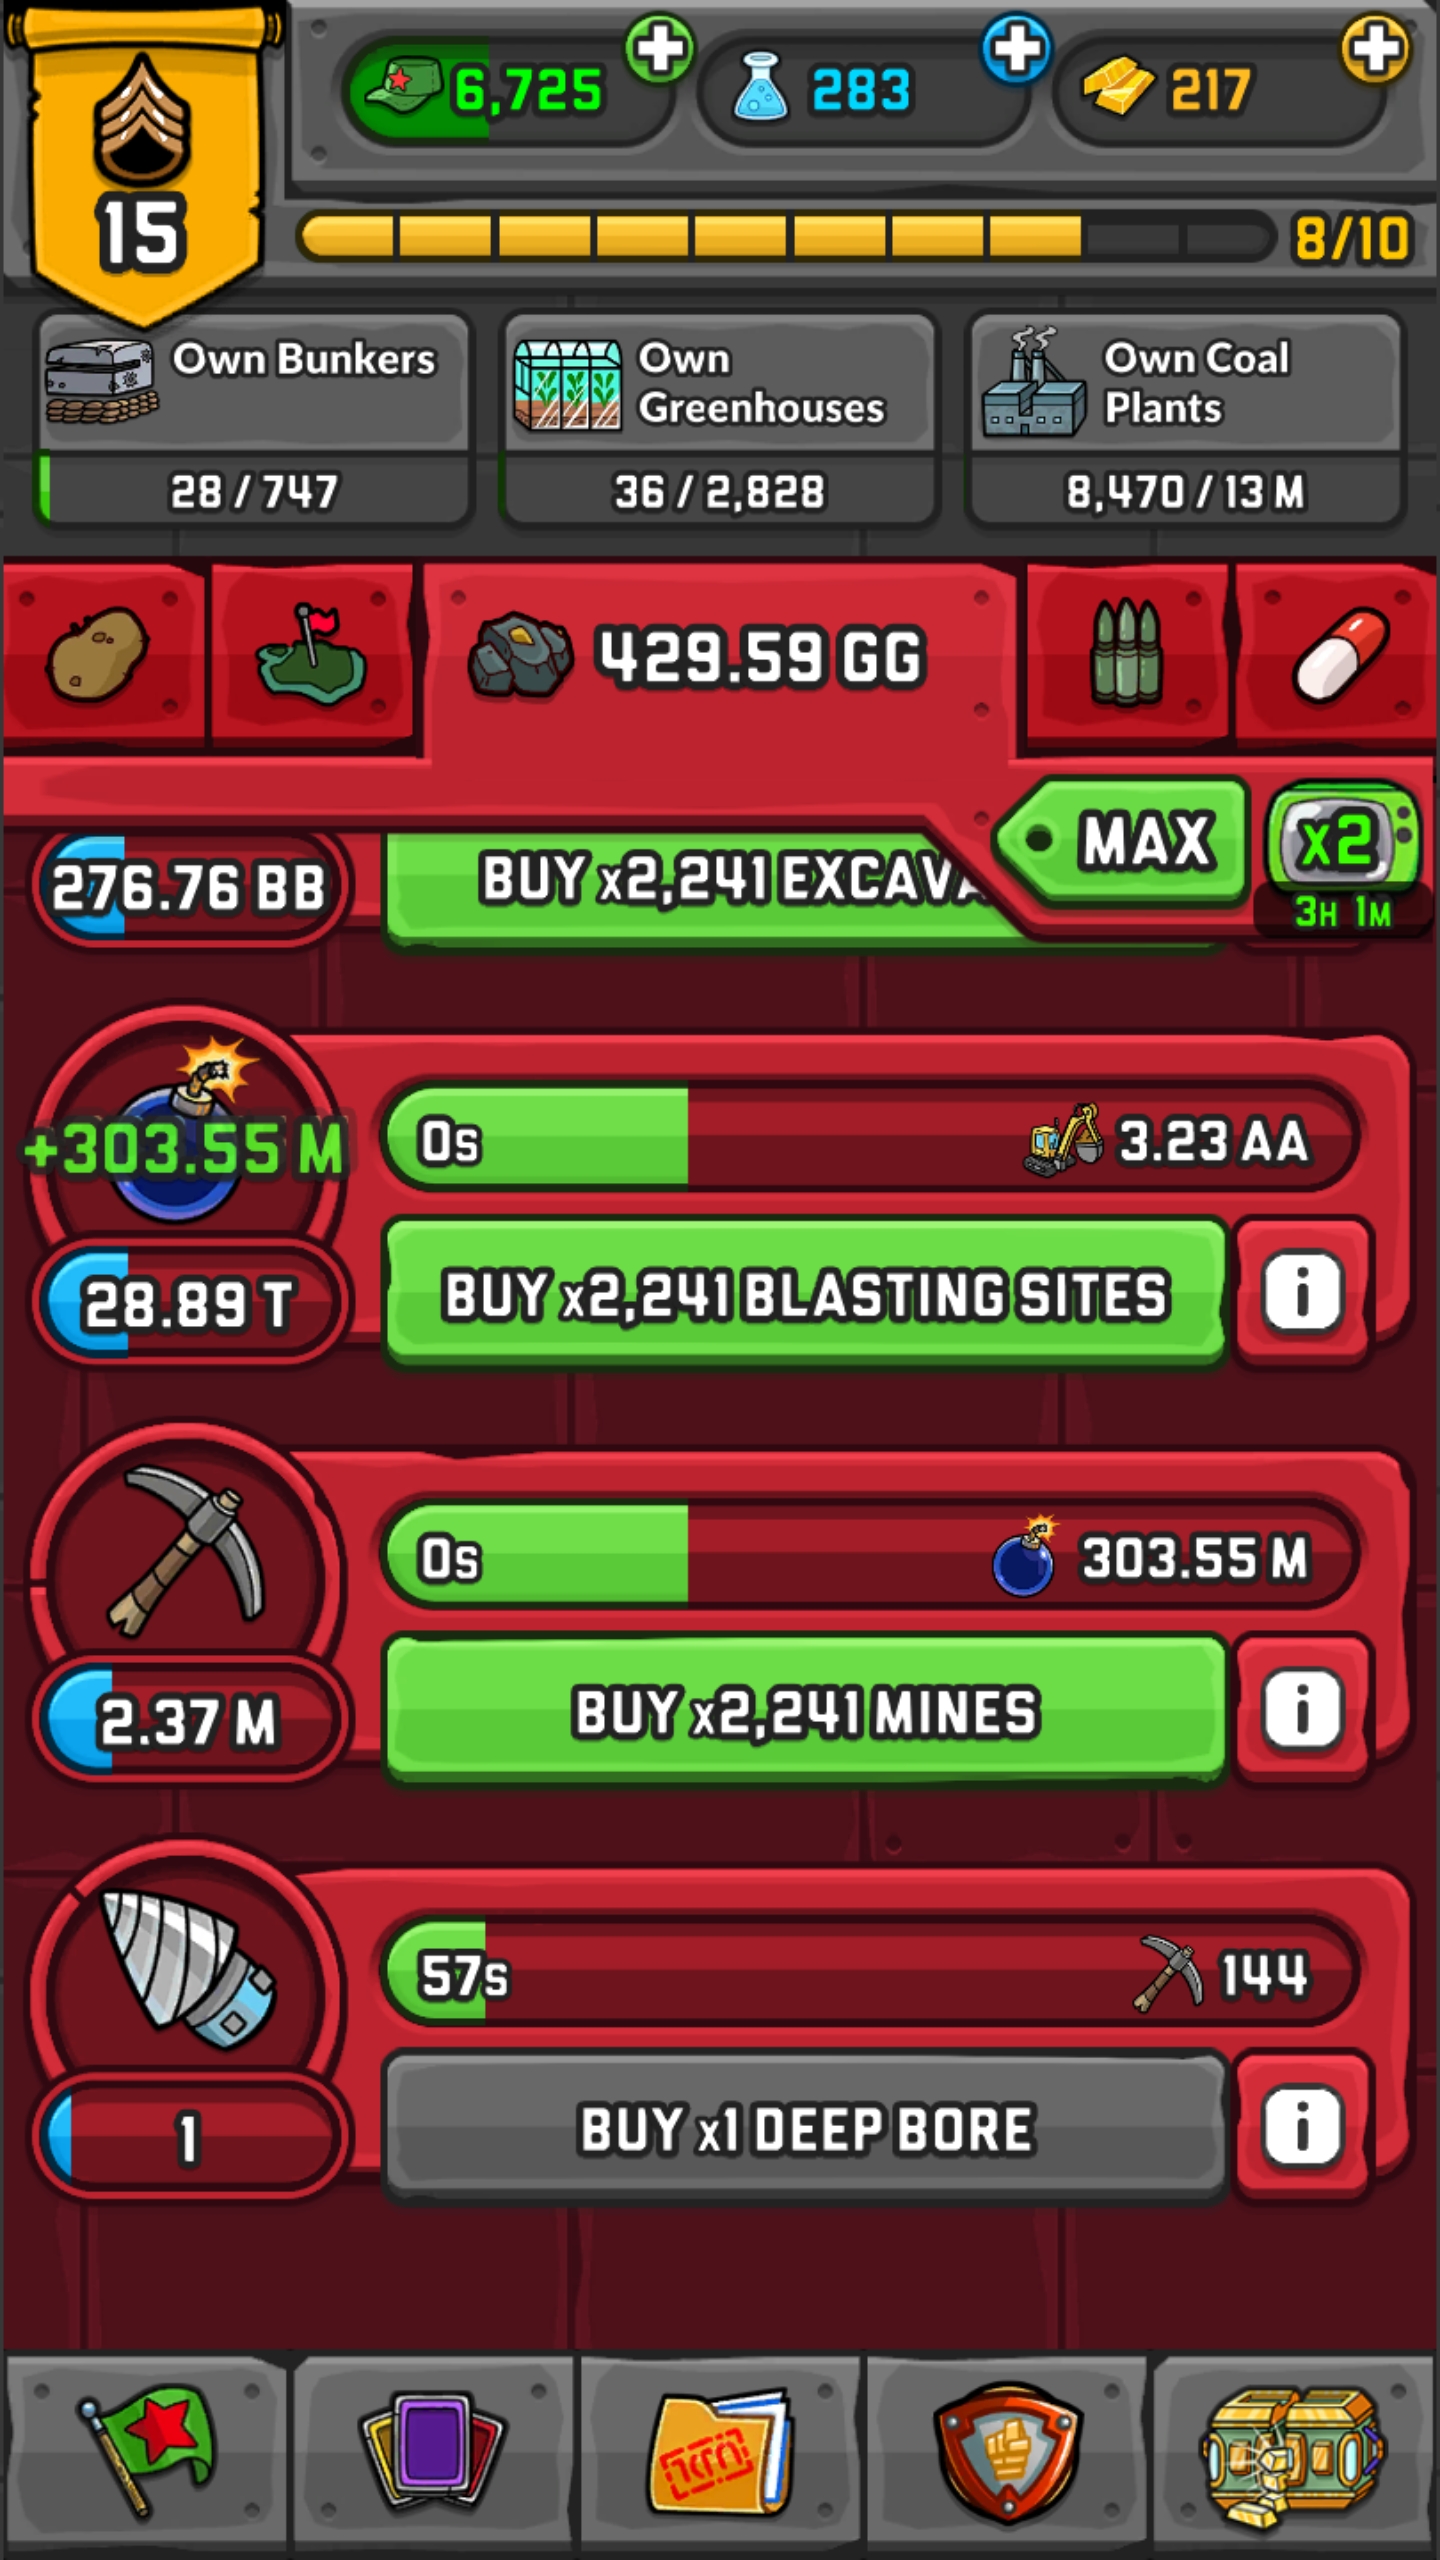 6,725
283
217
15
8/10
Own Bunkers
28 / 747
Own
Greenhouses
36 / 2,828
Own Coal
Plants
8,470 / 13 M
429.59 GG
MAX
x2
3H 1M
276.76 BB
BUY x2,241 EXCAVA
+303.55 M
0s
3.23 AA
28.89 T
BUY x2,241 BLASTING SITES
i
0s
303.55 M
2.37 M
BUY x2,241 MINES
i
57s
144
1
BUY x1 DEEP BORE
i